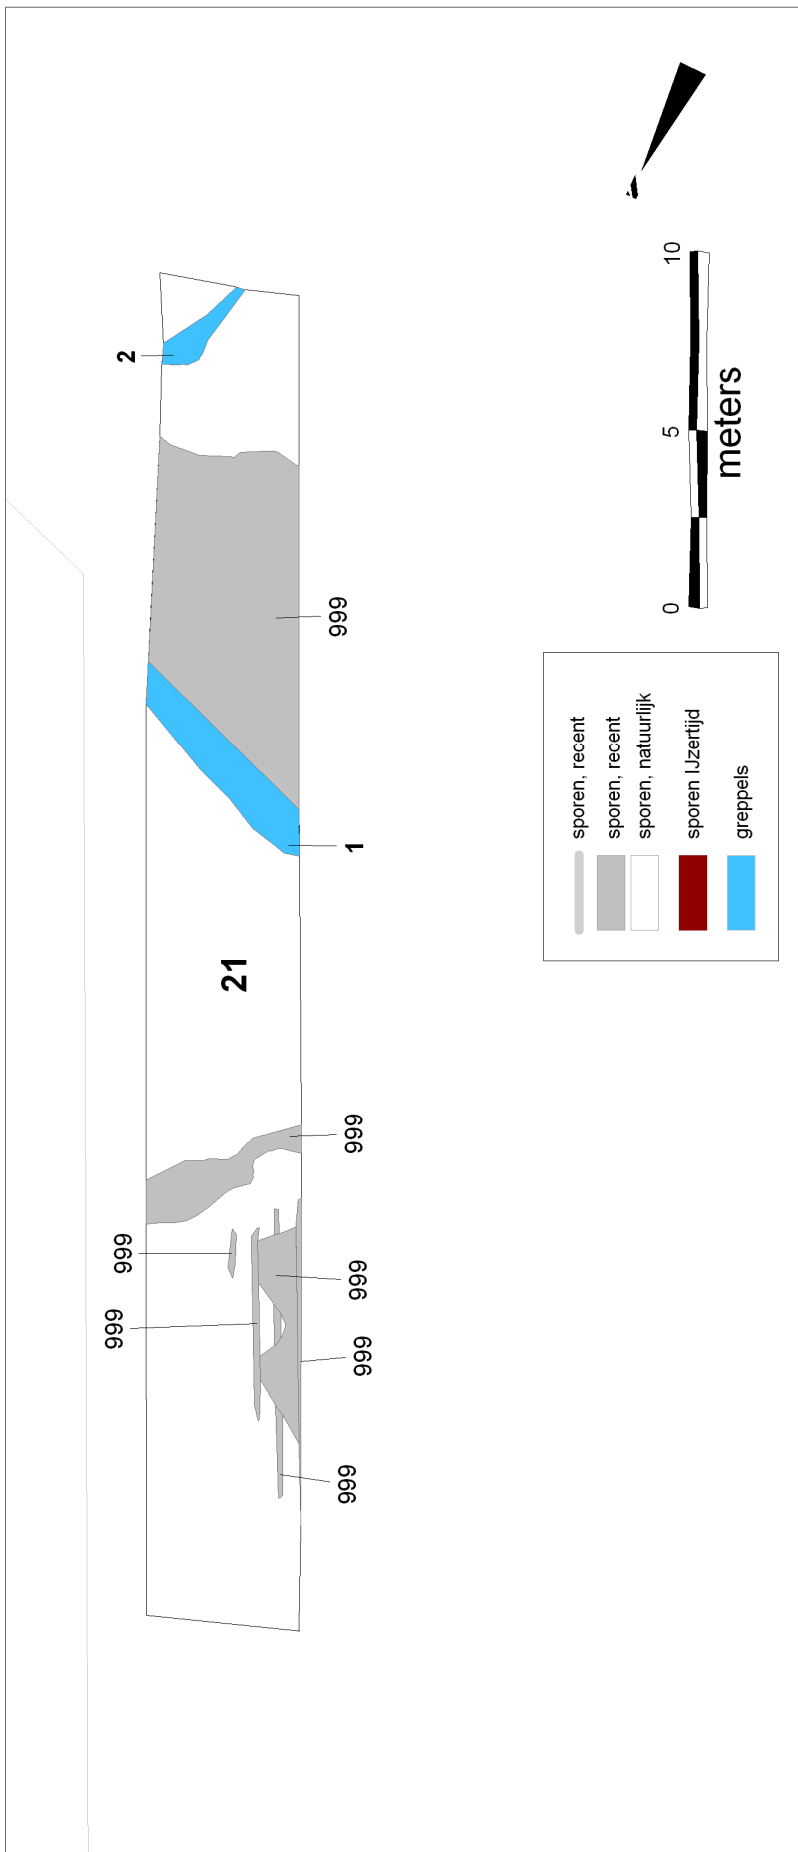 2
999
1
21
999
999
999
999
999
999
0
5
10
meters
sporen, recent
sporen, recent
sporen, natuurlijk
sporen IJzertijd
greppels